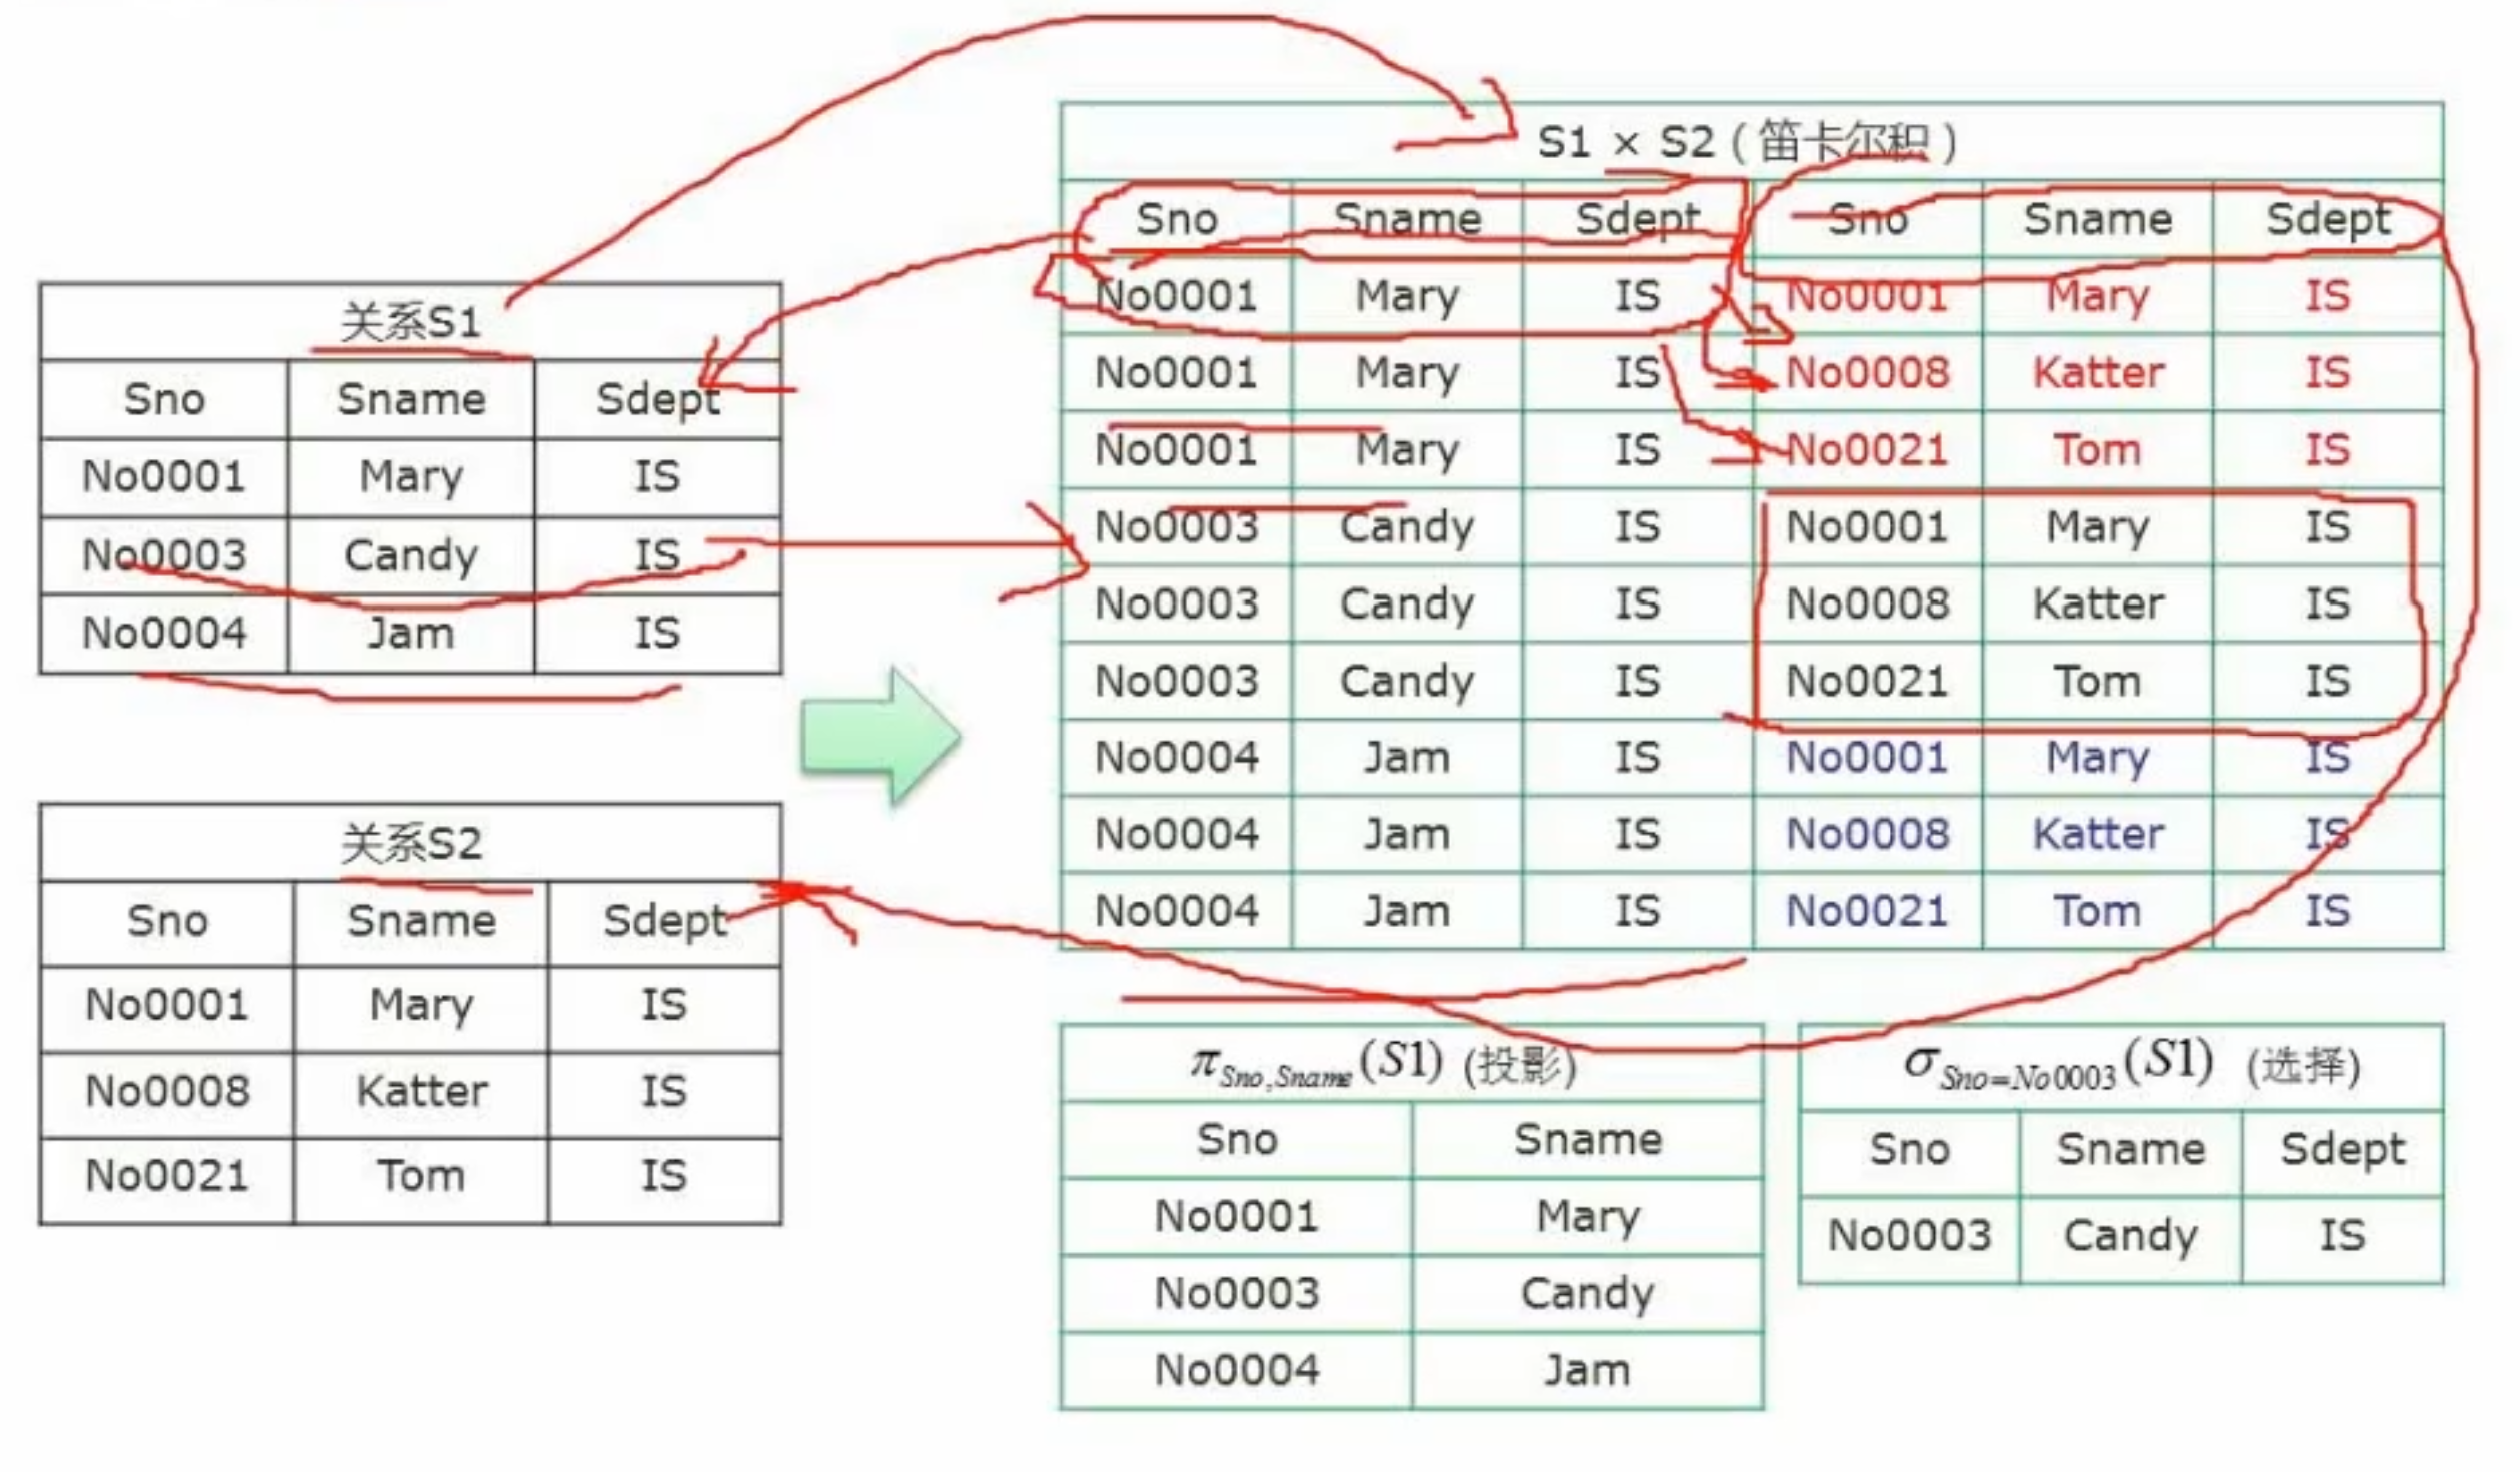 关系S1
Sno Sname Sdept
No0001 Mary IS
No0003 Candy IS
No0004 Jam IS
关系S2
Sno Sname Sdept
No0001 Mary IS
No0008 Katter IS
No0021 Tom IS
S1 × S2（笛卡尔积）
Sno Sname Sdept Sno Sname Sdept
No0001 Mary IS No0001 Mary IS
No0001 Mary IS No0008 Katter IS
No0001 Mary IS No0021 Tom IS
No0003 Candy IS No0001 Mary IS
No0003 Candy IS No0008 Katter IS
No0003 Candy IS No0021 Tom IS
No0004 Jam IS No0001 Mary IS
No0004 Jam IS No0008 Katter IS
No0004 Jam IS No0021 Tom IS
π Sno,Sname (S1) (投影)
Sno Sname
No0001 Mary
No0003 Candy
No0004 Jam
σ Sno=No0003 (S1) (选择)
Sno Sname Sdept
No0003 Candy IS